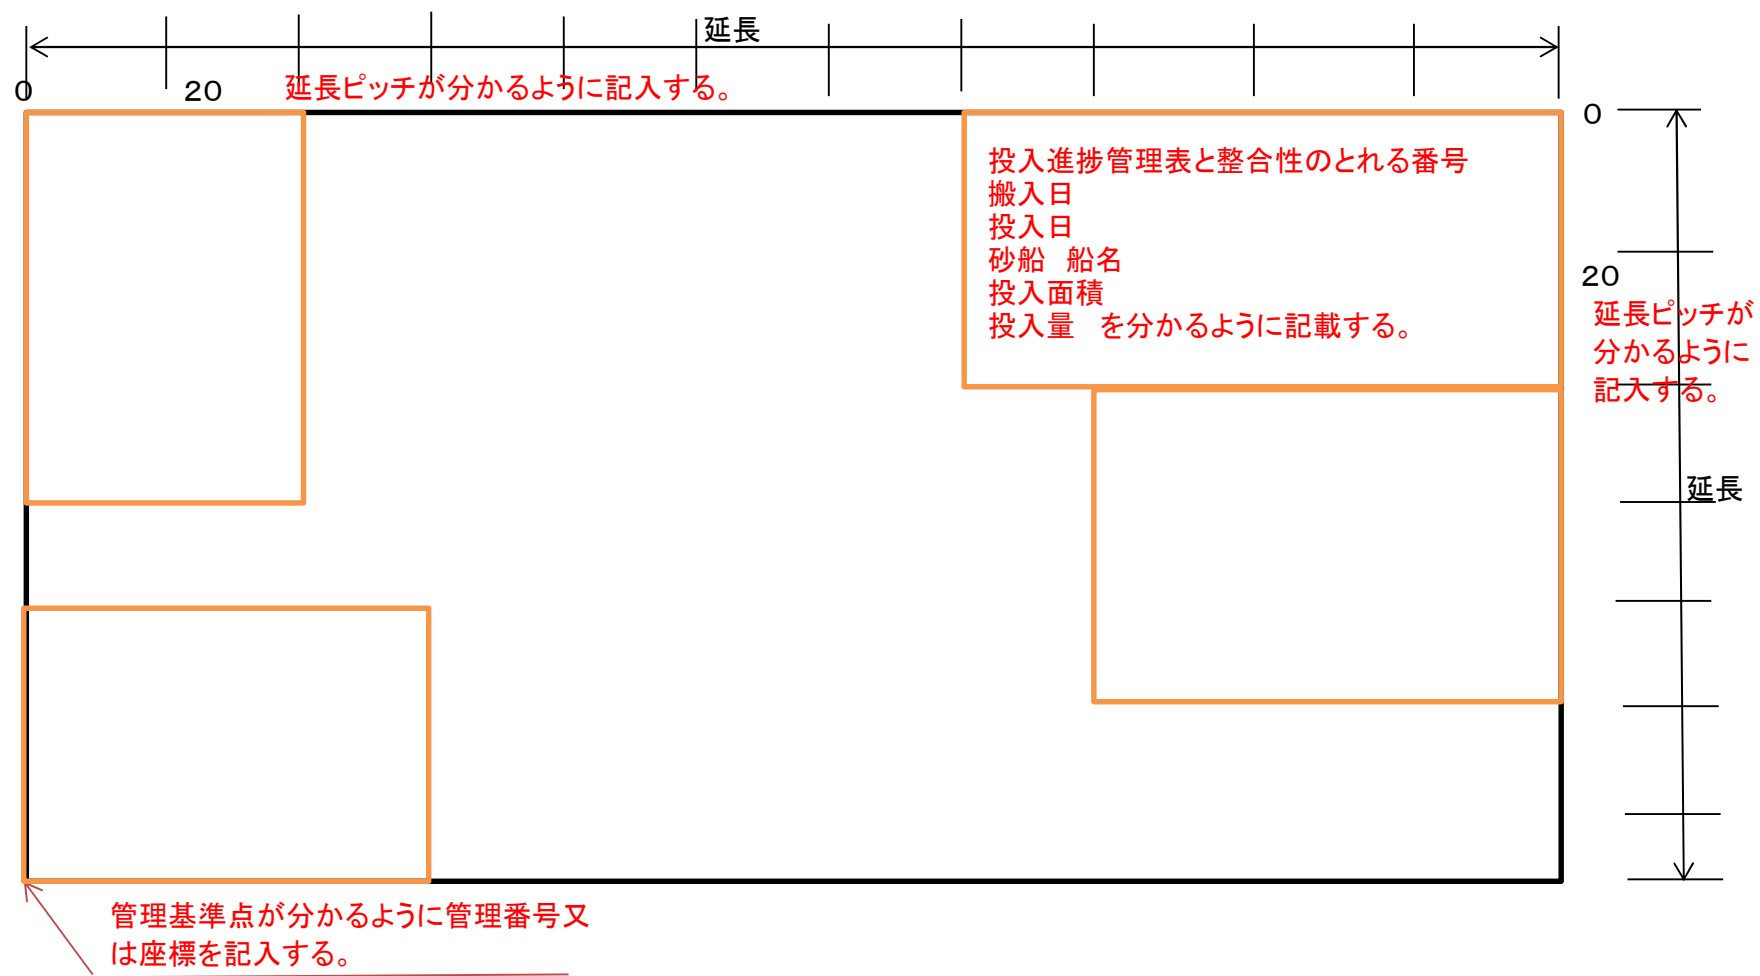 延長
0
20
延長ピッチが分かるように記入する。
0
投入進捗管理表と整合性のとれる番号
搬入日
投入日
砂船　船名
投入面積
投入量　を分かるように記載する。
20
延長ピッチが
分かるように
記入する。
延長
管理基準点が分かるように管理番号又
は座標を記入する。